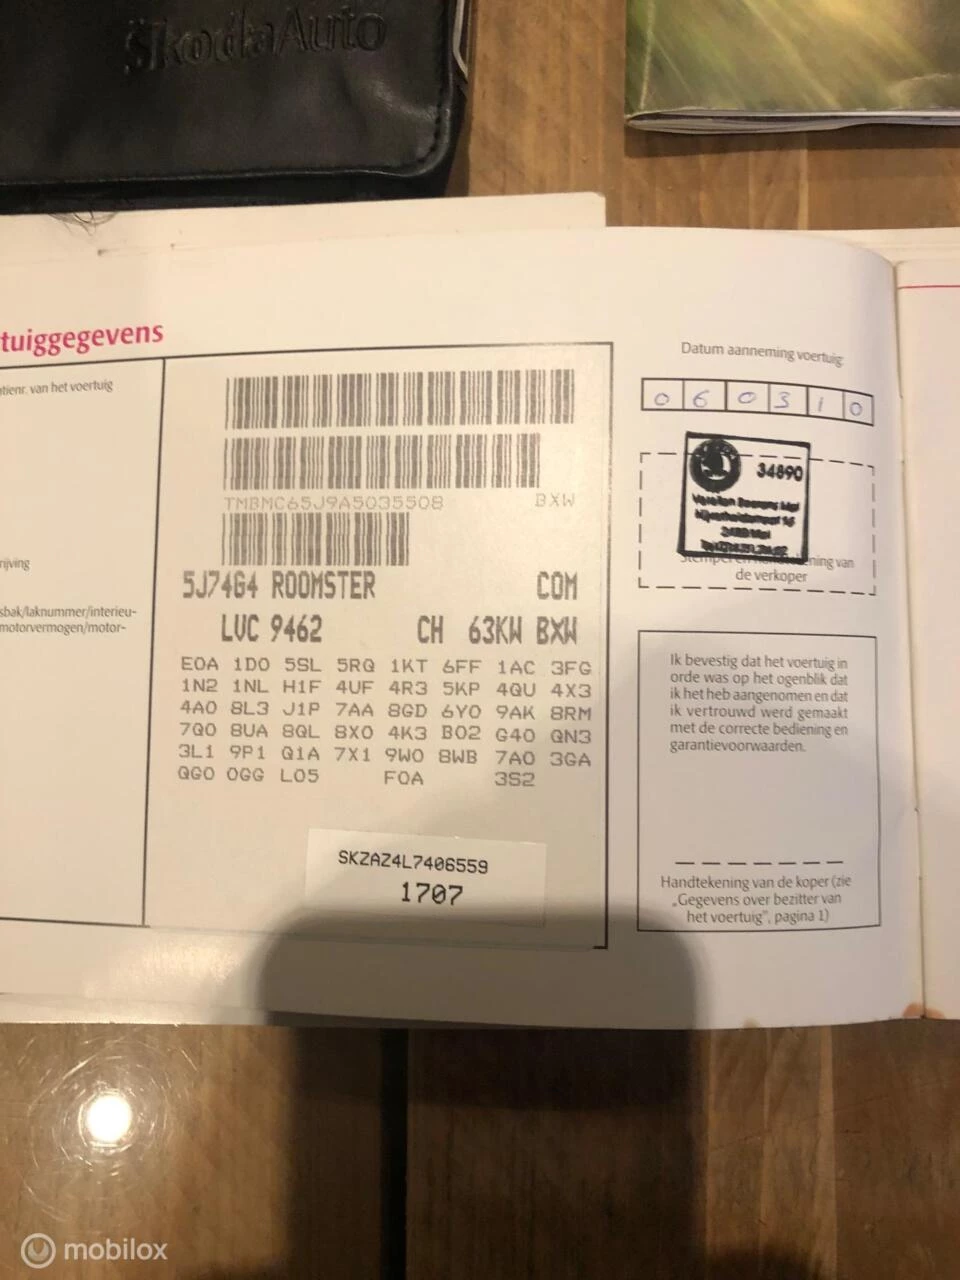 SkodaAuto
tuiggegevens
tienr. van het voertuig
Datum aanneming voertuig:
0 6 0 3 1 0
TMBMC65J9A5035508 BXW
34890
Stempel en handtekening van
de verkoper
rijving
sbak/laknummer/interieu-
motorvermogen/motor-
5J74G4 ROOMSTER COM
LUC 9462 CH 63KW BXW
E0A 1D0 5SL 5RQ 1KT 6FF 1AC 3FG
1N2 1NL H1F 4UF 4R3 5KP 4QU 4X3
4A0 8L3 J1P 7AA 8GD 6Y0 9AK 8RM
7Q0 8UA 8QL 8X0 4K3 B02 G40 QN3
3L1 9P1 Q1A 7X1 9W0 8WB 7A0 3GA
QG0 0GG L05 F0A 3S2
Ik bevestig dat het voertuig in
orde was op het ogenblik dat
ik het heb aangenomen en dat
ik vertrouwd werd gemaakt
met de correcte bediening en
garantievoorwaarden.
SKZAZ4L7406559
1707
Handtekening van de koper (zie
„Gegevens over bezitter van
het voertuig", pagina 1)
mobilox